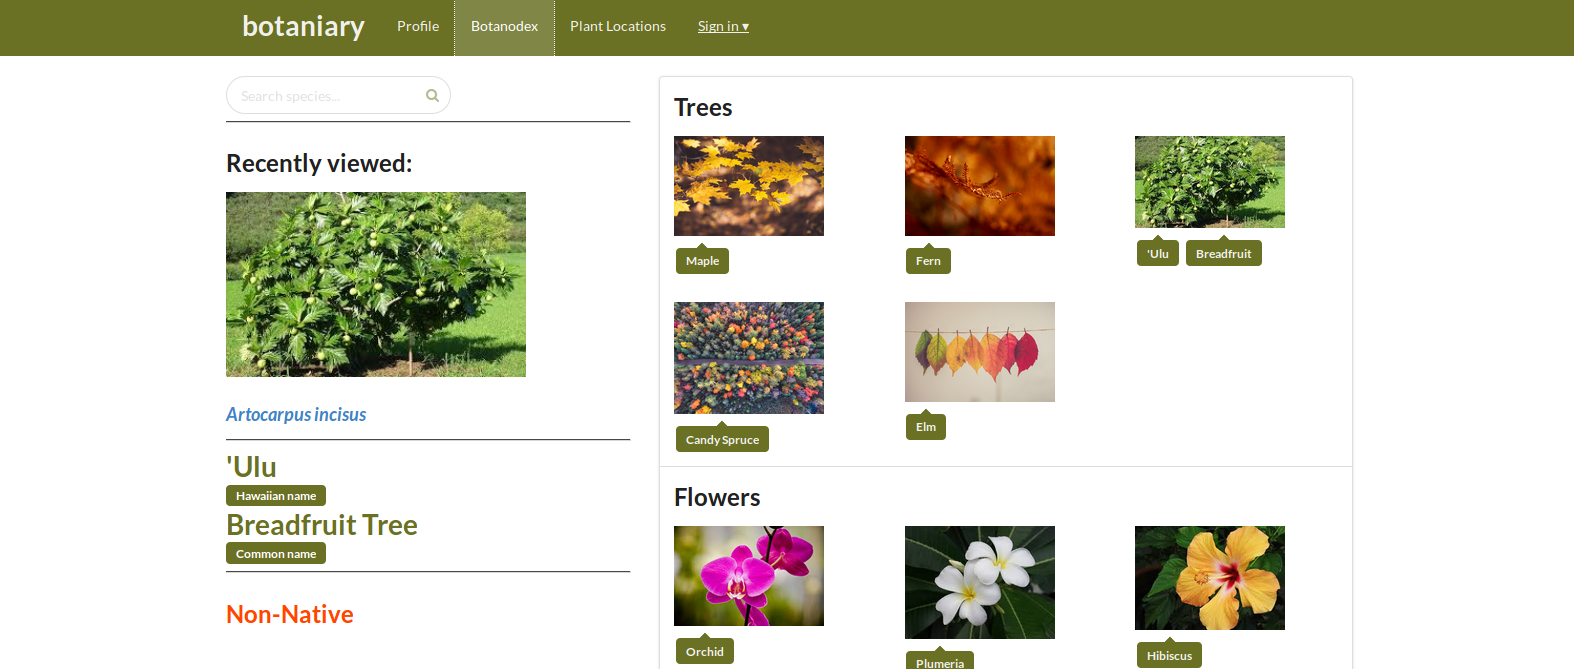 botaniary Profile Botanodex Plant Locations Sign in ▾
Search species...
Recently viewed:
Artocarpus incisus
'Ulu
Hawaiian name
Breadfruit Tree
Common name
Non-Native
Trees
Maple Fern 'Ulu Breadfruit
Candy Spruce Elm
Flowers
Orchid Plumeria Hibiscus